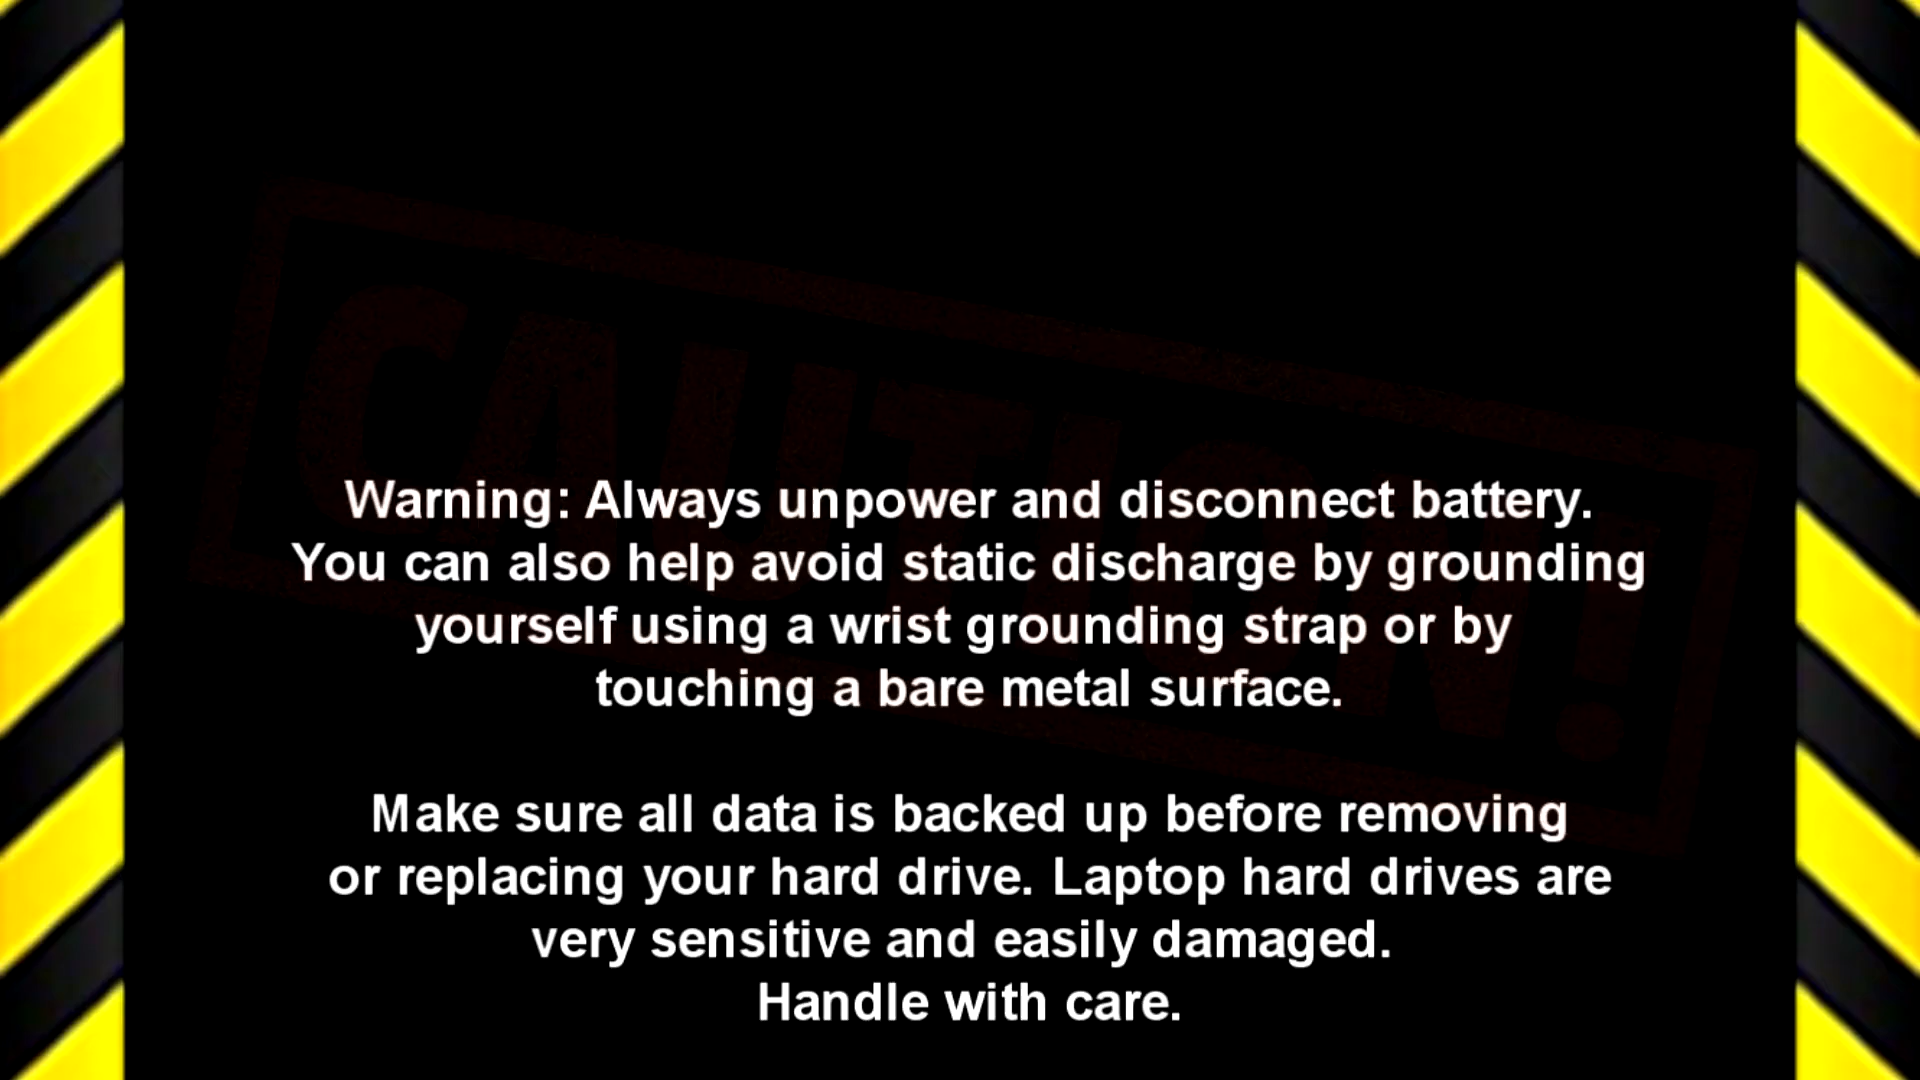 CAUTION!
Warning: Always unpower and disconnect battery.
You can also help avoid static discharge by grounding
yourself using a wrist grounding strap or by
touching a bare metal surface.
Make sure all data is backed up before removing
or replacing your hard drive. Laptop hard drives are
very sensitive and easily damaged.
Handle with care.